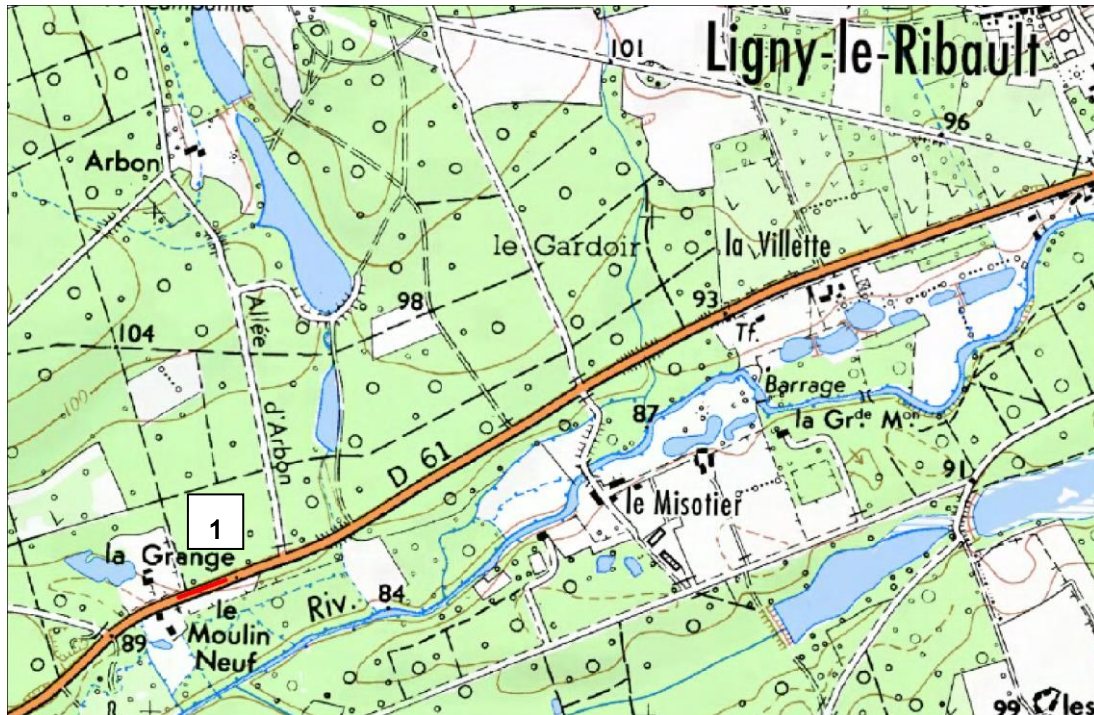 101
Ligny-le-Ribault
96
Arbon
le Gardoir
la Villette
98
93
Tf.
104
Allée
d'Arbon
Barrage
87
la Gr.de M.on
D 61
91
le Misotier
1
la Grange
84
Riv.
le
Moulin
Neuf
89
99
les